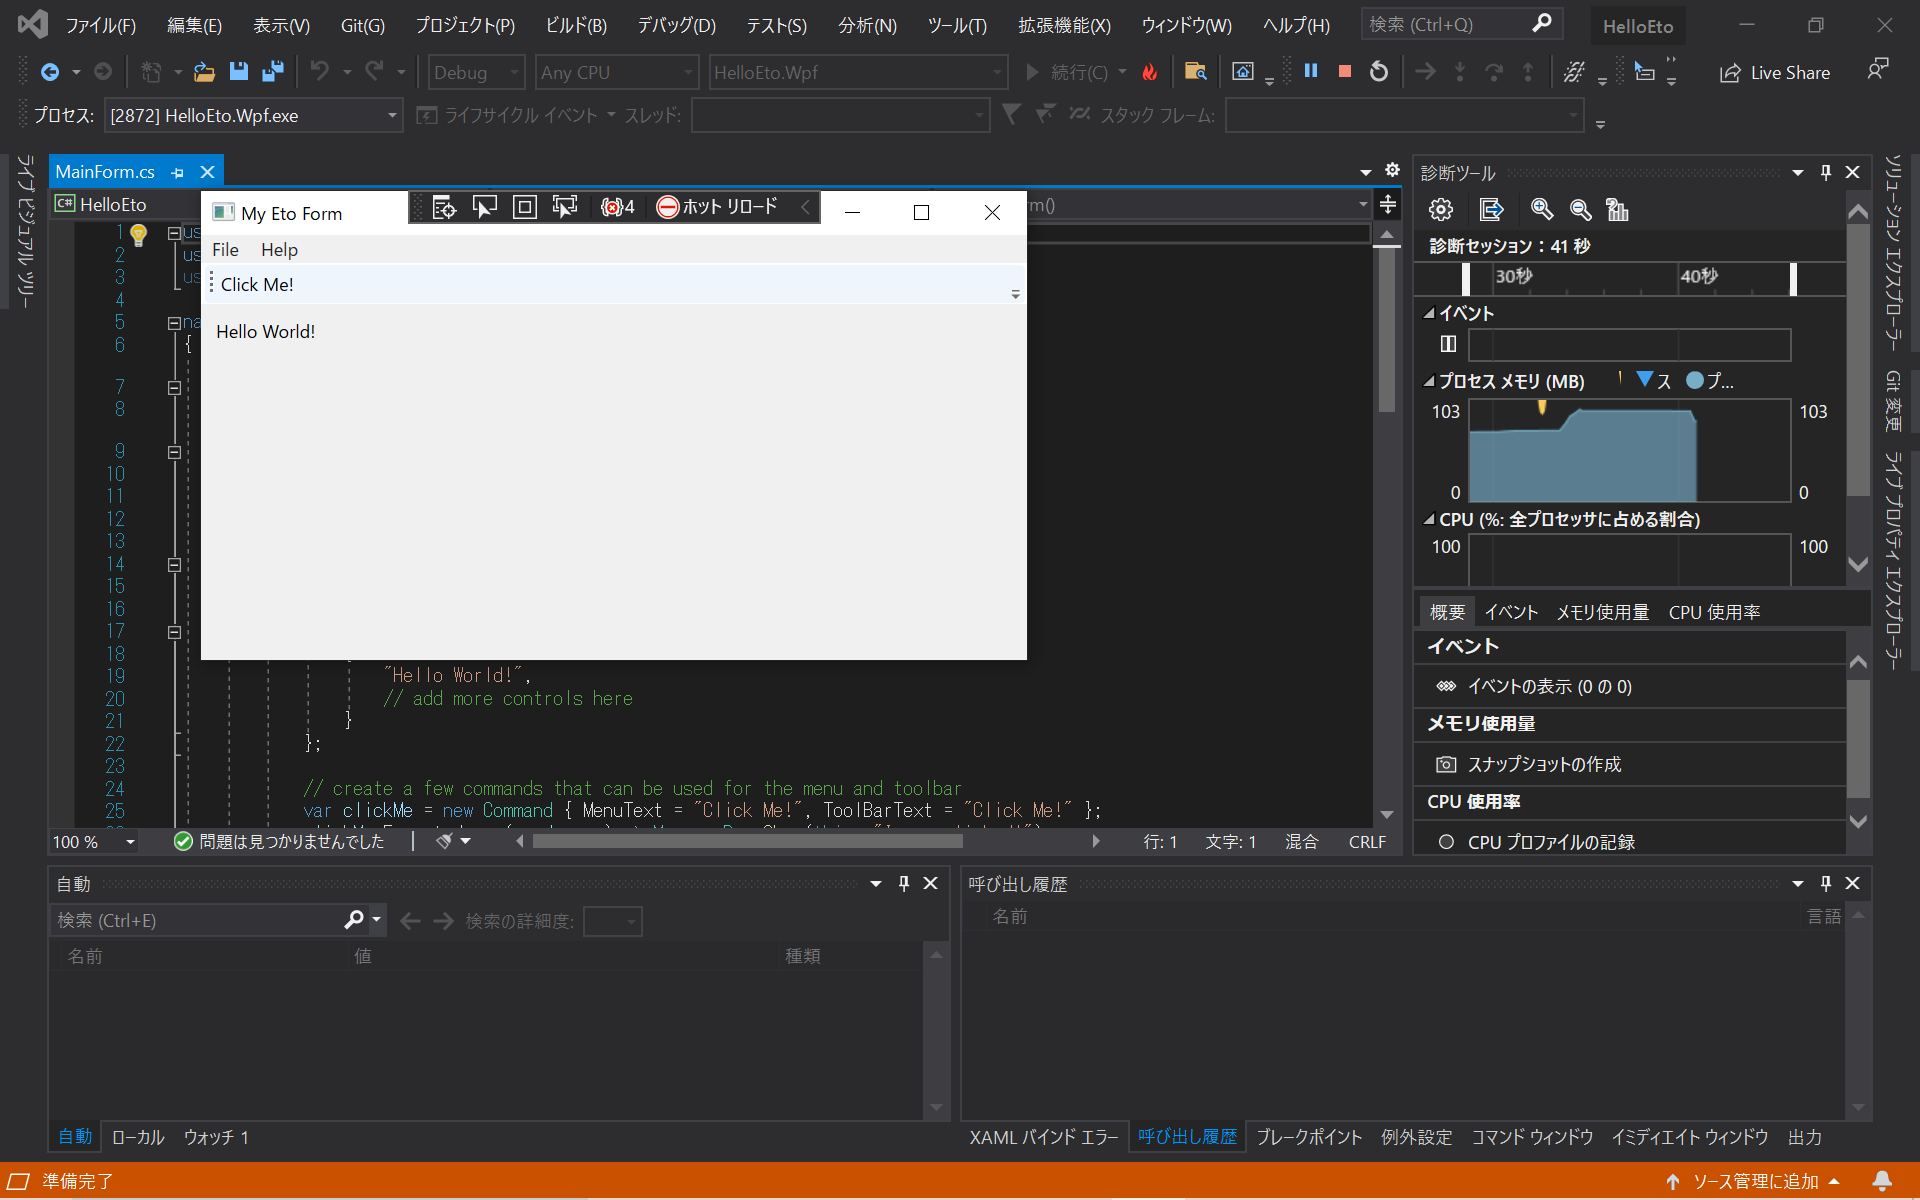 ファイル(F) 編集(E) 表示(V) Git(G) プロジェクト(P) ビルド(B) デバッグ(D) テスト(S) 分析(N) ツール(T) 拡張機能(X) ウィンドウ(W) ヘルプ(H) 検索 (Ctrl+Q) HelloEto
Debug Any CPU HelloEto.Wpf 続行(C) Live Share
プロセス: [2872] HelloEto.Wpf.exe ライフサイクル イベント スレッド: スタック フレーム:
ライブ ビジュアル ツリー
MainForm.cs
C# HelloEto
rm()
My Eto Form
4 ホット リロード
File Help
Click Me!
Hello World!
1 us
2 us
3 us
4
5 na
6 {
7
8
9
10
11
12
13
14
15
16
17
18
19 "Hello World!",
20 // add more controls here
21 }
22 };
23
24 // create a few commands that can be used for the menu and toolbar
25 var clickMe = new Command { MenuText = "Click Me!", ToolBarText = "Click Me!" };
100 % 問題は見つかりませんでした 行: 1 文字: 1 混合 CRLF
診断ツール
診断セッション：41 秒
30秒 40秒
イベント
プロセス メモリ (MB) ス プ...
103 103
0 0
CPU (%: 全プロセッサに占める割合)
100 100
概要 イベント メモリ使用量 CPU 使用率
イベント
イベントの表示 (0 の 0)
メモリ使用量
スナップショットの作成
CPU 使用率
CPU プロファイルの記録
ソリューション エクスプローラー
Git 変更
ライブ プロパティ エクスプローラー
自動
検索 (Ctrl+E) 検索の詳細度:
名前 値 種類
自動 ローカル ウォッチ 1
呼び出し履歴
名前 言語
XAML バインド エラー 呼び出し履歴 ブレークポイント 例外設定 コマンド ウィンドウ イミディエイト ウィンドウ 出力
準備完了 ソース管理に追加